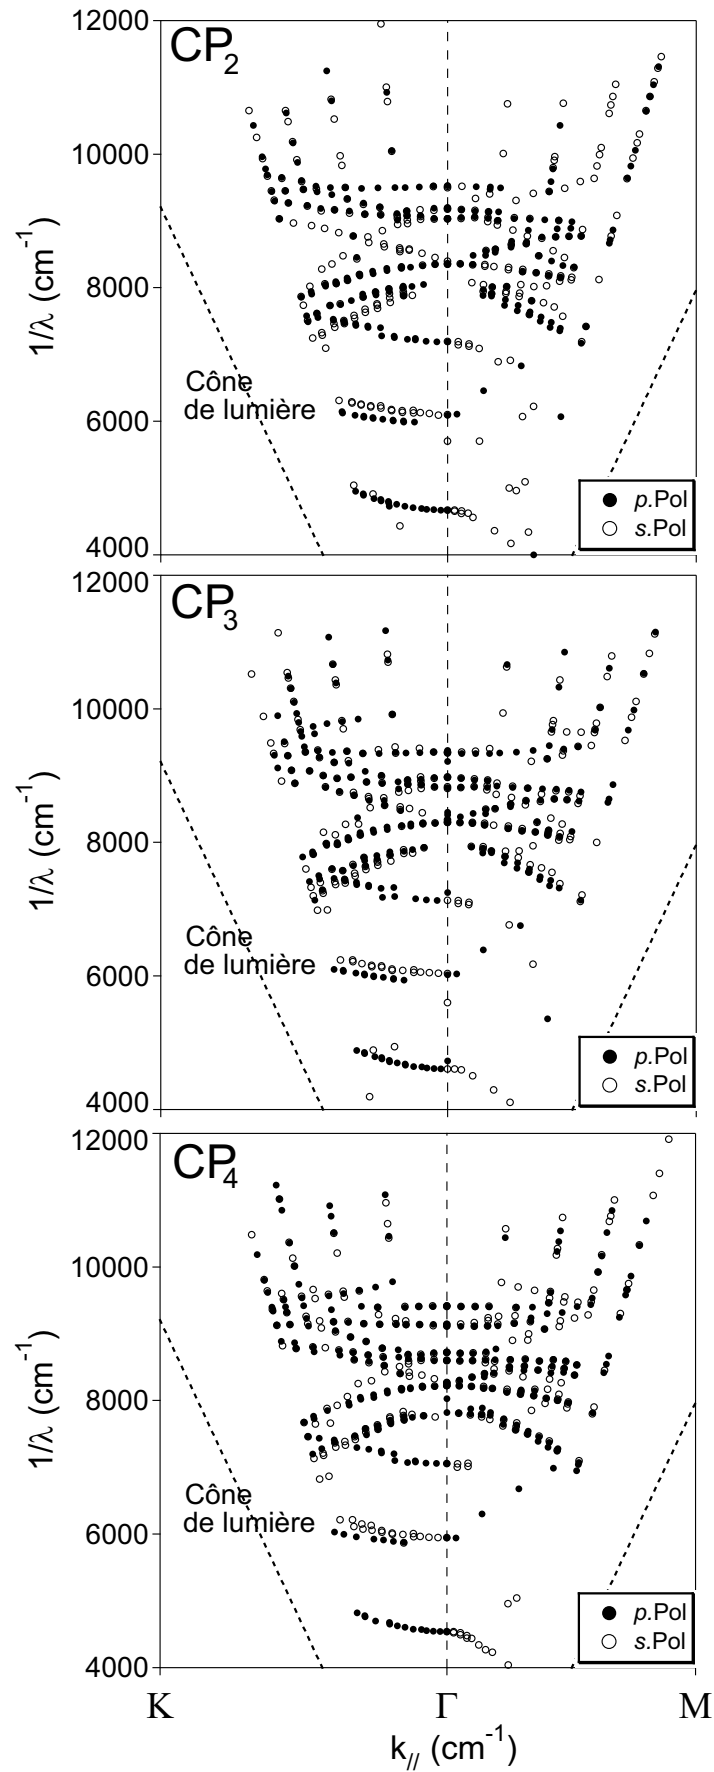 12000
CP2
10000
8000
1/λ (cm-1)
Cône
de lumière
6000
p.Pol
s.Pol
4000
12000
CP3
10000
8000
1/λ (cm-1)
Cône
de lumière
6000
p.Pol
s.Pol
4000
12000
CP4
10000
8000
1/λ (cm-1)
Cône
de lumière
6000
p.Pol
s.Pol
4000
K Γ M
k// (cm-1)